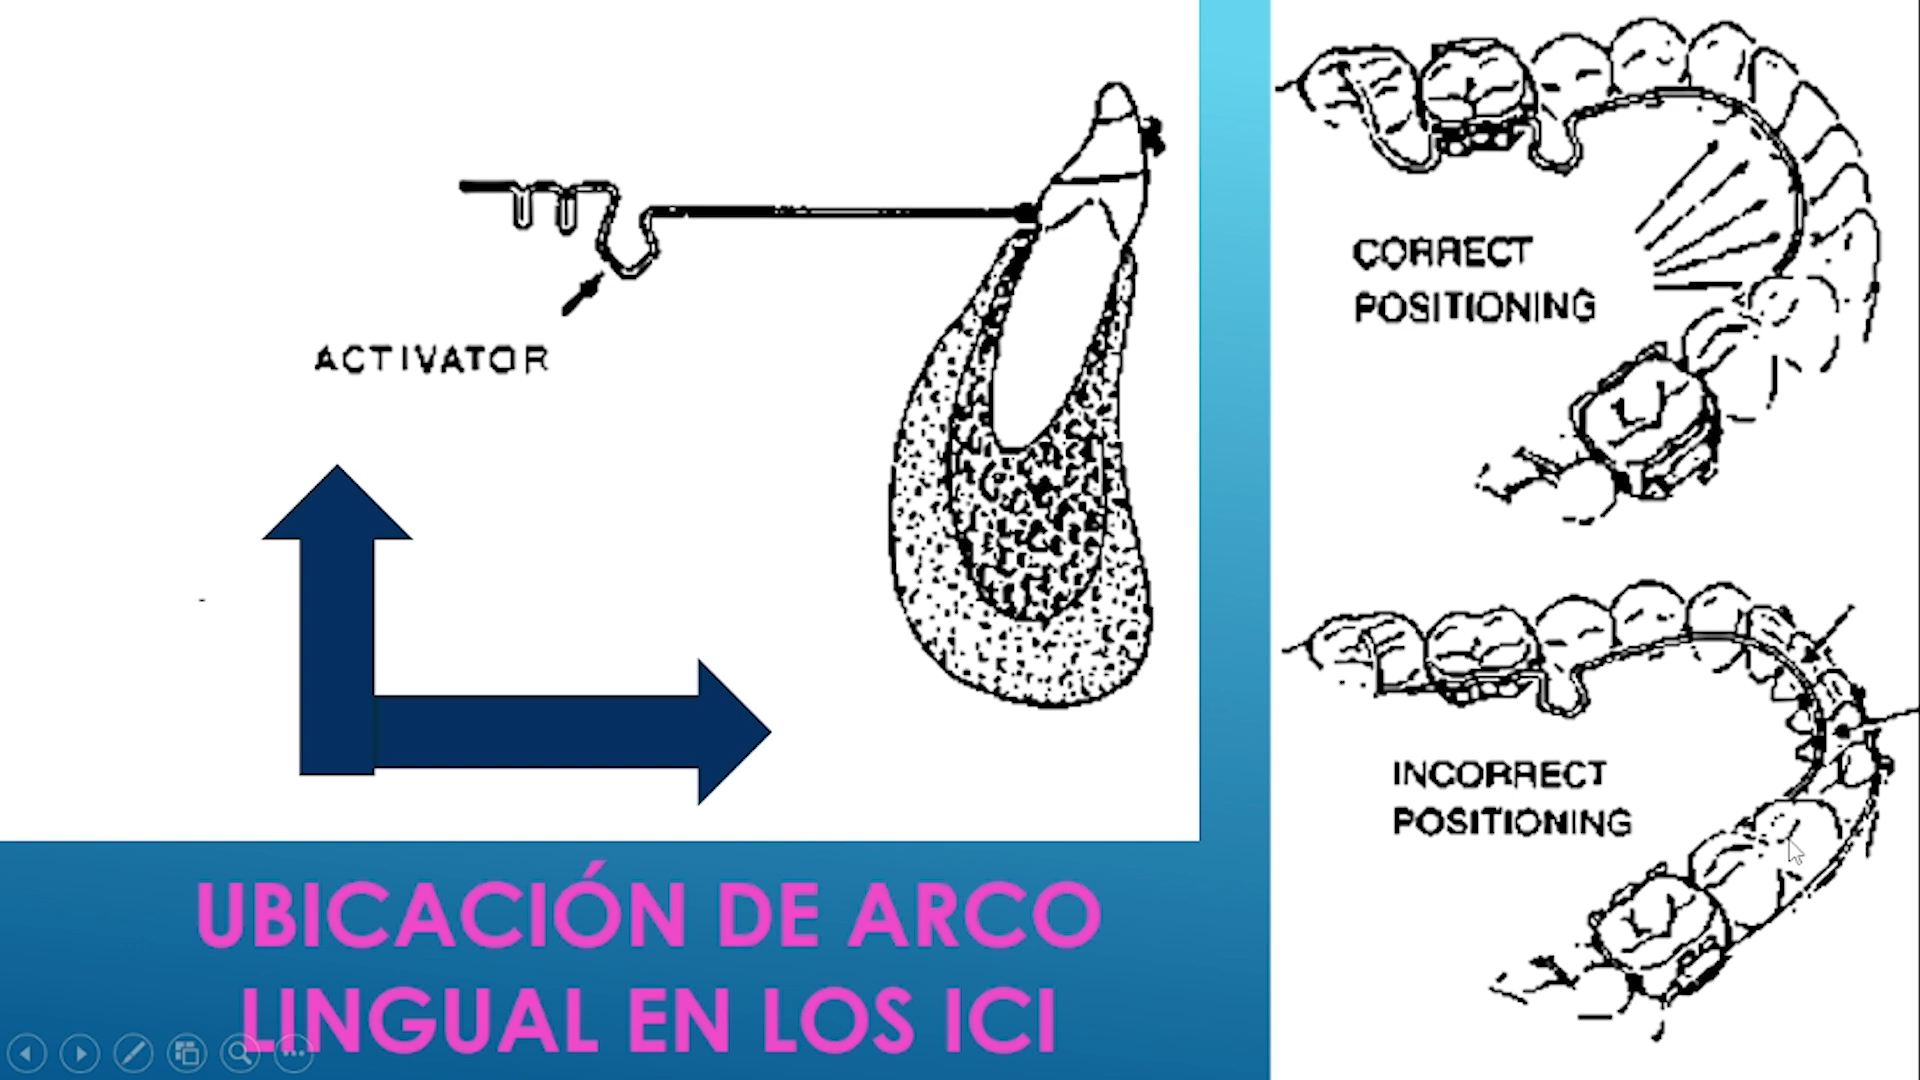 ACTIVATOR
UBICACIÓN DE ARCO
LINGUAL EN LOS ICI
CORRECT
POSITIONING
INCORRECT
POSITIONING